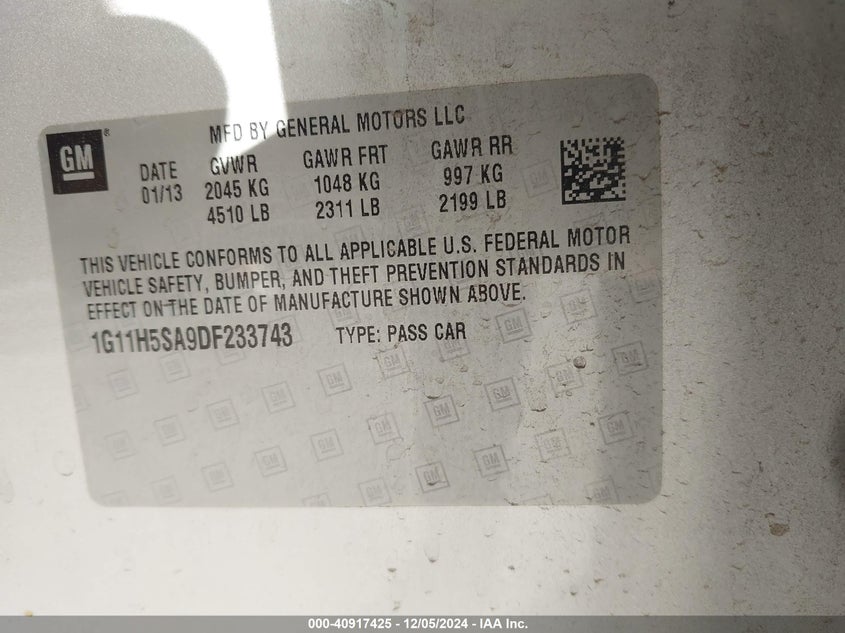 MFD BY GENERAL MOTORS LLC
GM ®
DATE GVWR GAWR FRT GAWR RR
01/13 2045 KG 1048 KG 997 KG
4510 LB 2311 LB 2199 LB
THIS VEHICLE CONFORMS TO ALL APPLICABLE U.S. FEDERAL MOTOR
VEHICLE SAFETY, BUMPER, AND THEFT PREVENTION STANDARDS IN
EFFECT ON THE DATE OF MANUFACTURE SHOWN ABOVE.
1G11H5SA9DF233743 TYPE: PASS CAR
000-40917425 - 12/05/2024 - IAA Inc.